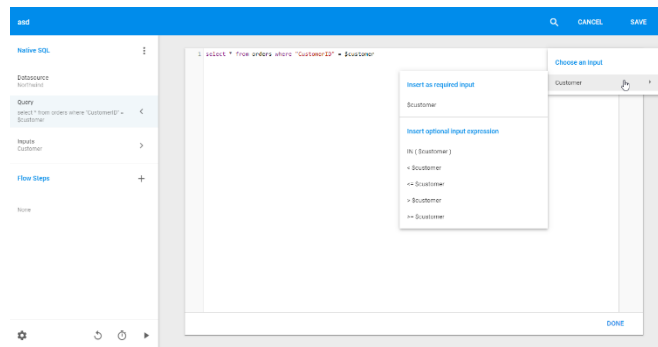 asd
CANCEL
SAVE
Native SQL
Datasource
Northwind
Query
select * from orders where "CustomerID" =
$customer
Inputs
Customer
Flow Steps
None
1 select * from orders where "CustomerID" = $customer
Choose an input
Customer
Insert as required input
$customer
Insert optional input expression
IN ( $customer )
< $customer
<= $customer
> $customer
>= $customer
DONE